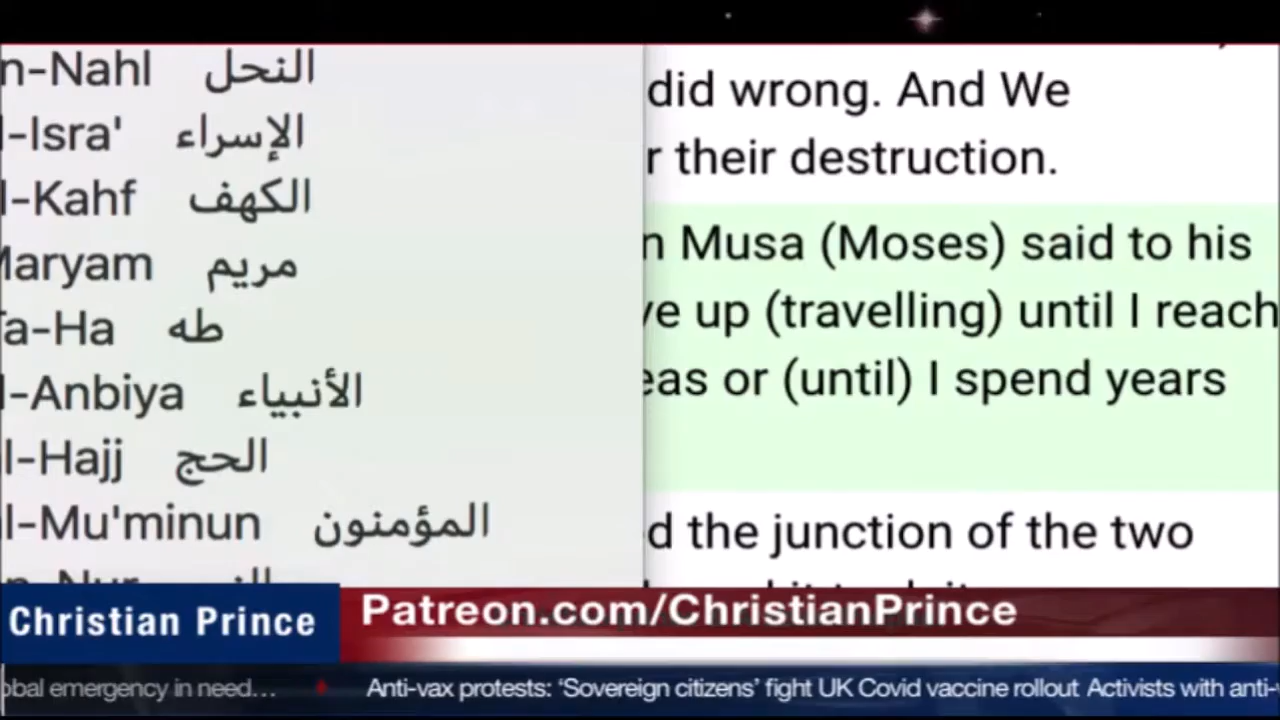 n-Nahl النحل
l-Isra' الإسراء
l-Kahf الكهف
Maryam مريم
Ta-Ha طه
l-Anbiya الأنبياء
l-Hajj الحج
l-Mu'minun المؤمنون
n-Nur
did wrong. And We
r their destruction.
n Musa (Moses) said to his
ve up (travelling) until I reach
eas or (until) I spend years
d the junction of the two
Christian Prince
Patreon.com/ChristianPrince
obal emergency in need... Anti-vax protests: 'Sovereign citizens' fight UK Covid vaccine rollout Activists with anti-